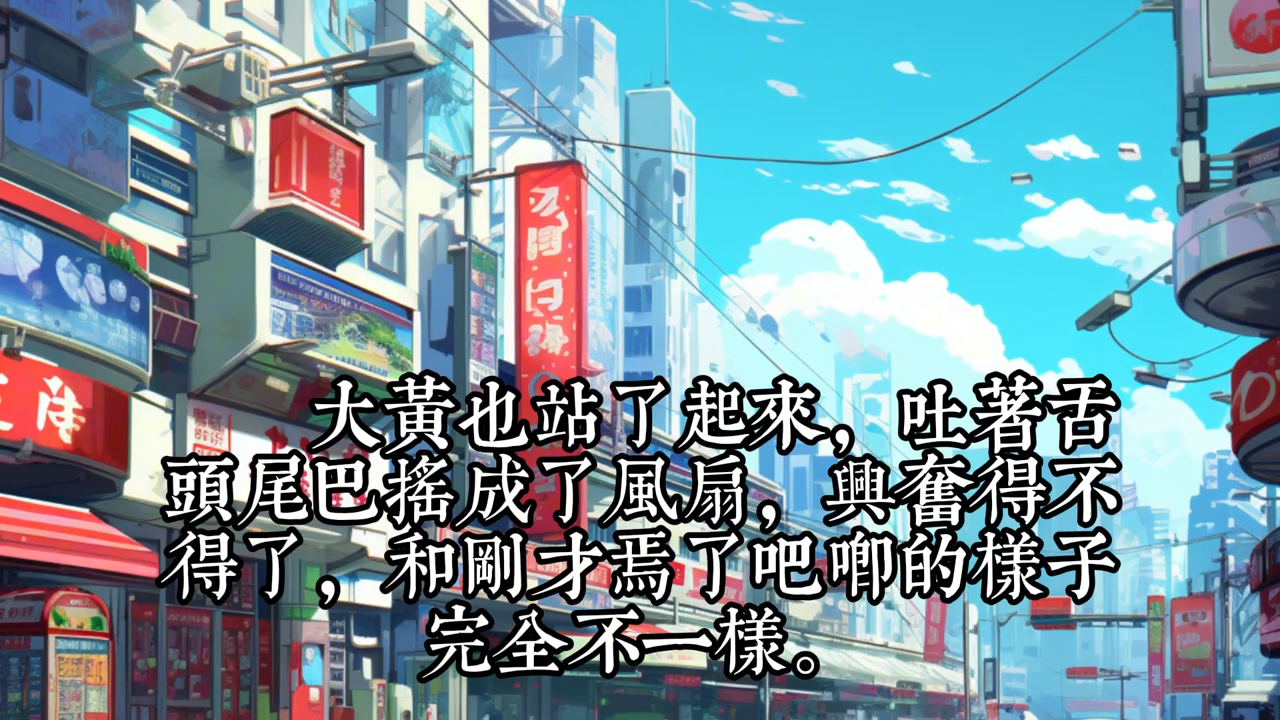 大黃也站了起來，吐著舌
頭尾巴搖成了風扇，興奮得不
得了，和剛才焉了吧唧的樣子
完全不一樣。